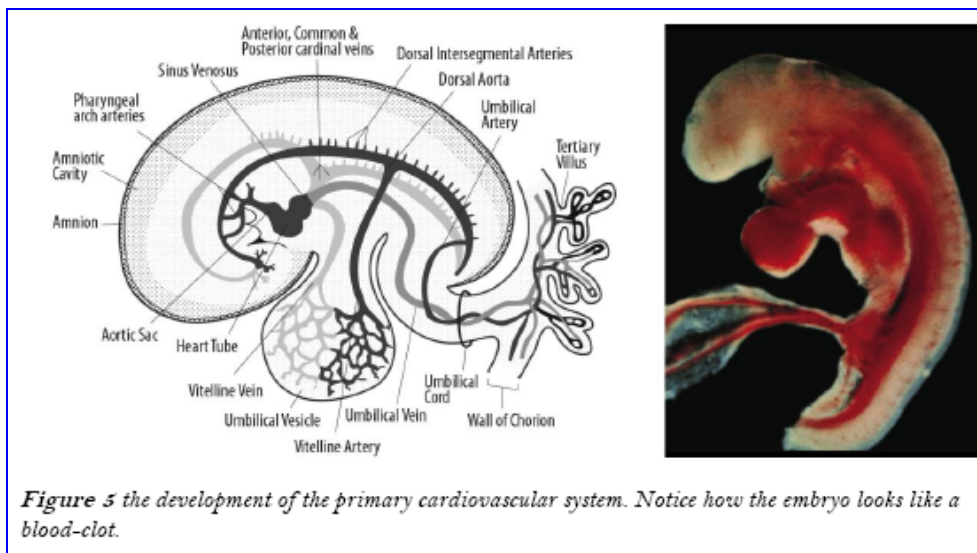 Anterior, Common &
Posterior cardinal veins
Dorsal Intersegmental Arteries
Sinus Venosus
Dorsal Aorta
Pharyngeal
arch arteries
Umbilical
Artery
Tertiary
Villus
Amniotic
Cavity
Amnion
Aortic Sac
Heart Tube
Vitelline Vein
Umbilical
Cord
Umbilical Vesicle
Umbilical Vein
Wall of Chorion
Vitelline Artery
Figure 5 the development of the primary cardiovascular system. Notice how the embryo looks like a
blood-clot.